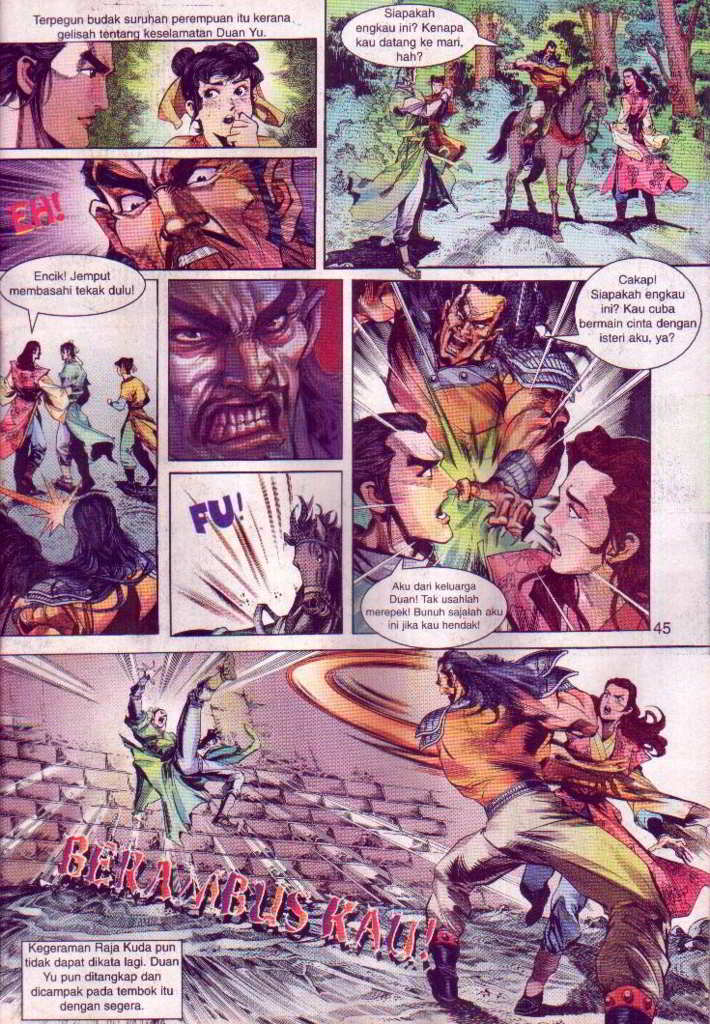 Terpegun budak suruhan perempuan itu kerana
gelisah tentang keselamatan Duan Yu.
Siapakah
engkau ini? Kenapa
kau datang ke mari,
hah?
EH!
Encik! Jemput
membasahi tekak dulu!
FU!
Cakap!
Siapakah engkau
ini? Kau cuba
bermain cinta dengan
isteri aku, ya?
Aku dari keluarga
Duan! Tak usahlah
merepek! Bunuh sajalah aku
ini jika kau hendak!
45
BERAMBUS KAU!
Kegeraman Raja Kuda pun
tidak dapat dikata lagi. Duan
Yu pun ditangkap dan
dicampak pada tembok itu
dengan segera.